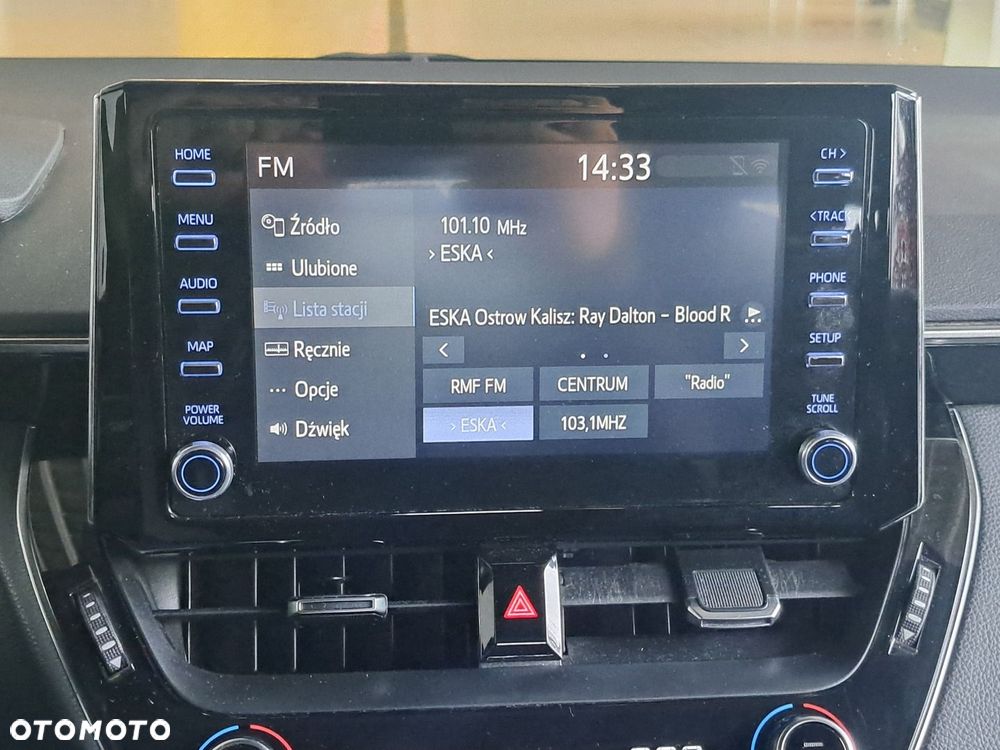 HOME
MENU
AUDIO
MAP
POWER
VOLUME
FM
14:33
Źródło
Ulubione
Lista stacji
Ręcznie
Opcje
Dźwięk
101.10 MHz
› ESKA ‹
ESKA Ostrow Kalisz: Ray Dalton – Blood R
RMF FM
CENTRUM
"Radio"
› ESKA ‹
103,1MHZ
CH >
< TRACK
PHONE
SETUP
TUNE
SCROLL
OTOMOTO